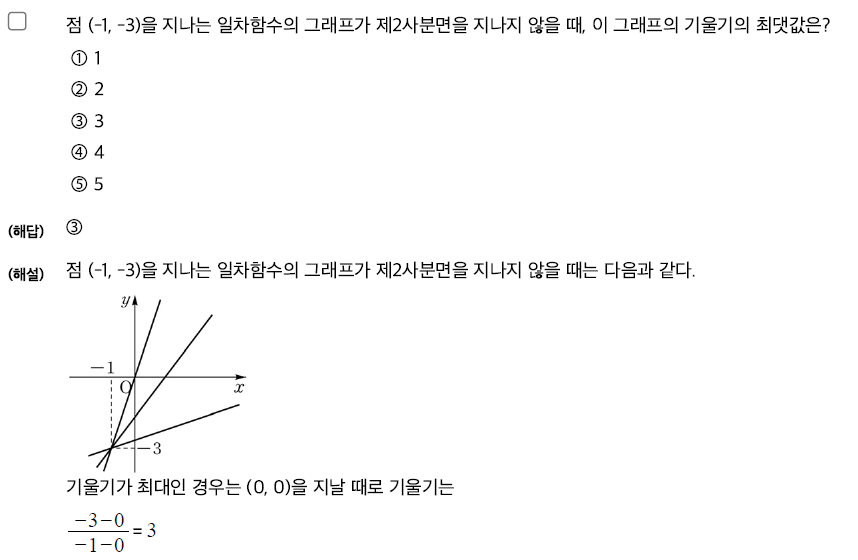 점 (-1, -3)을 지나는 일차함수의 그래프가 제2사분면을 지나지 않을 때, 이 그래프의 기울기의 최댓값은?
① 1
② 2
③ 3
④ 4
⑤ 5
(해답) ③
(해설) 점 (-1, -3)을 지나는 일차함수의 그래프가 제2사분면을 지나지 않을 때는 다음과 같다.
y
-1
O
x
-3
기울기가 최대인 경우는 (0, 0)을 지날 때로 기울기는
-3-0
-1-0
= 3